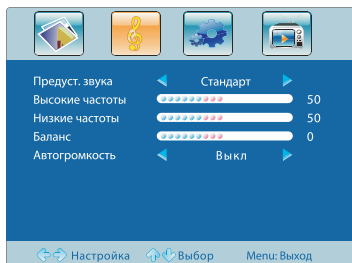 Предуст. звука Стандарт
Высокие частоты 50
Низкие частоты 50
Баланс 0
Автогромкость Выкл
Настройка Выбор Menu: Выход